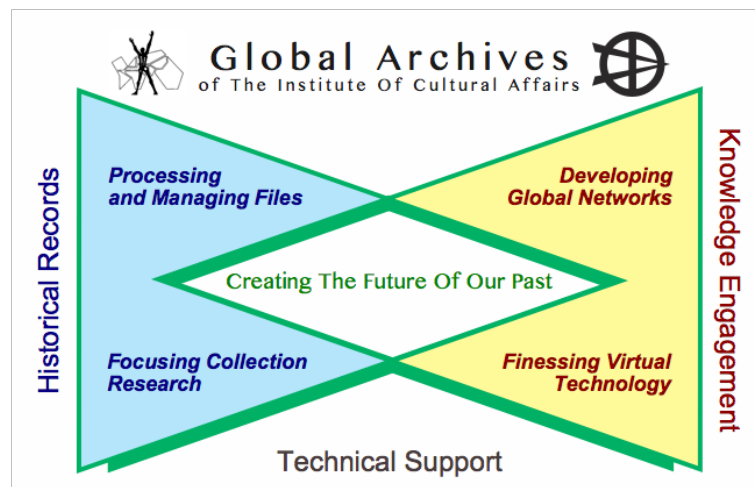 Global Archives
of The Institute Of Cultural Affairs
Historical Records
Processing
and Managing Files
Developing
Global Networks
Knowledge Engagement
Creating The Future Of Our Past
Focusing Collection
Research
Finessing Virtual
Technology
Technical Support